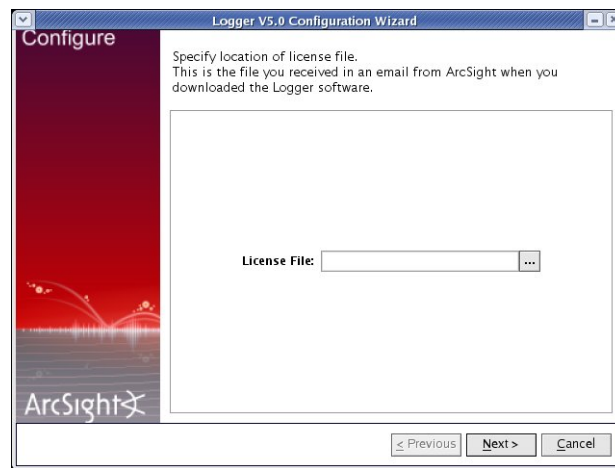 Logger V5.0 Configuration Wizard
Configure
Specify location of license file.
This is the file you received in an email from ArcSight when you
downloaded the Logger software.
License File:
...
ArcSight
< Previous
Next >
Cancel